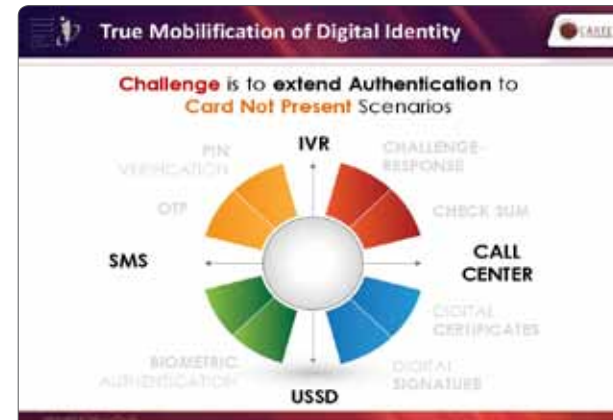 True Mobilification of Digital Identity
Challenge is to extend Authentication to
Card Not Present Scenarios
IVR
PIN
VERIFICATION
CHALLENGE-
RESPONSE
OTP
CHECK SUM
SMS
CALL
CENTER
DIGITAL
CERTIFICATES
BIOMETRIC
AUTHENTICATION
DIGITAL
SIGNATURE
USSD